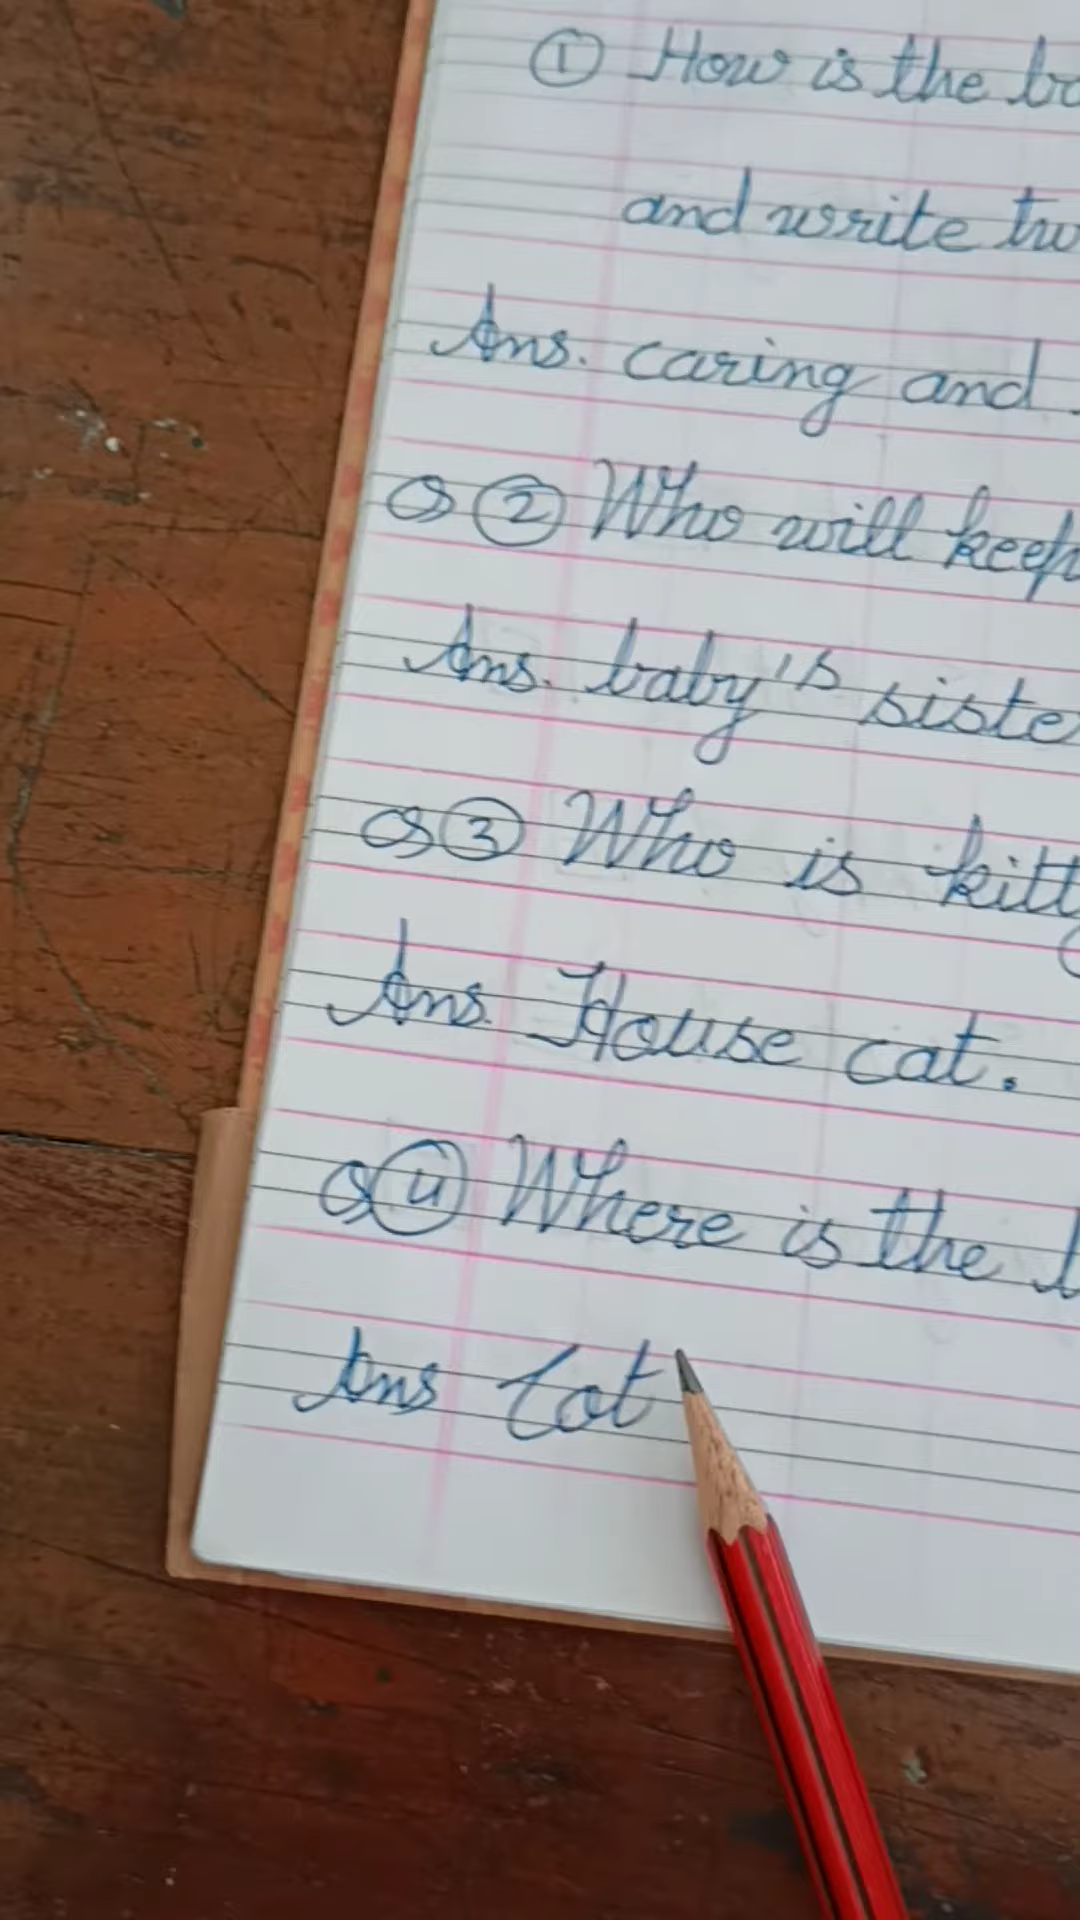 ① How is the
and write
Ans. caring and
Q ② Who will keep
Ans. baby's siste
Q ③ Who is kitty
Ans. House cat.
Q ④ Where is the
Ans Cot